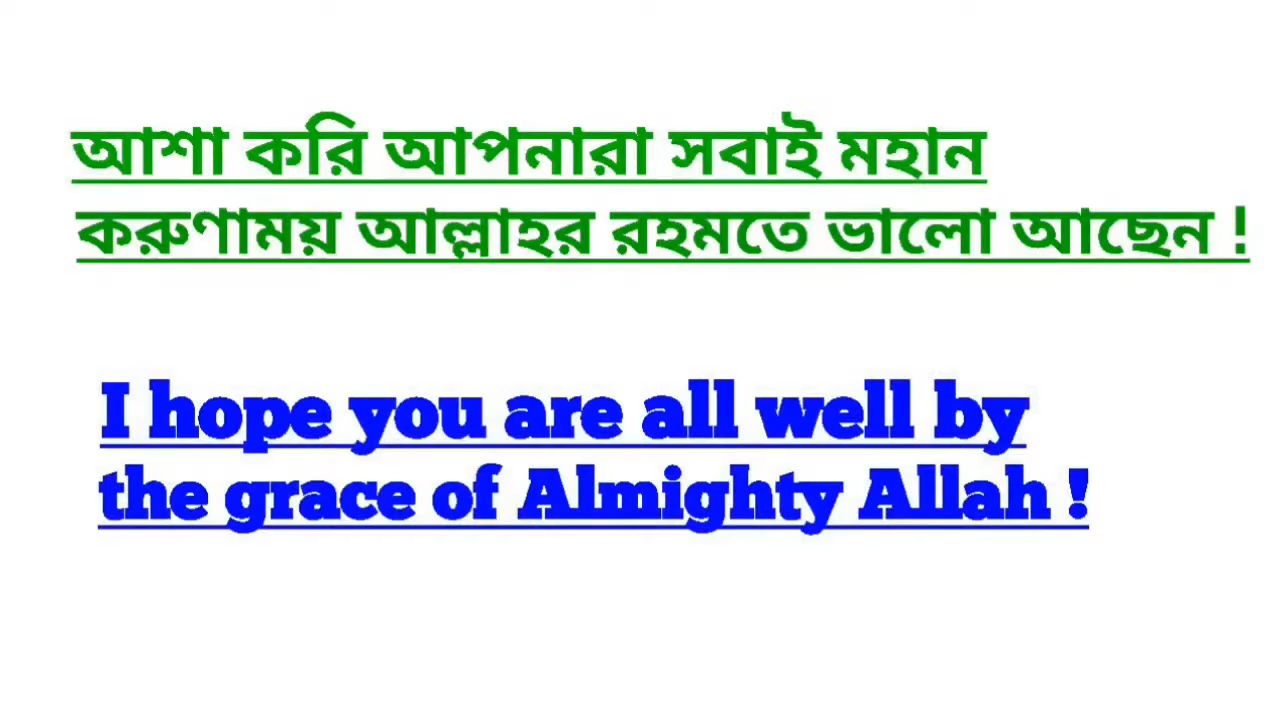 আশা করি আপনারা সবাই মহান
করুণাময় আল্লাহর রহমতে ভালো আছেন !
I hope you are all well by
the grace of Almighty Allah !